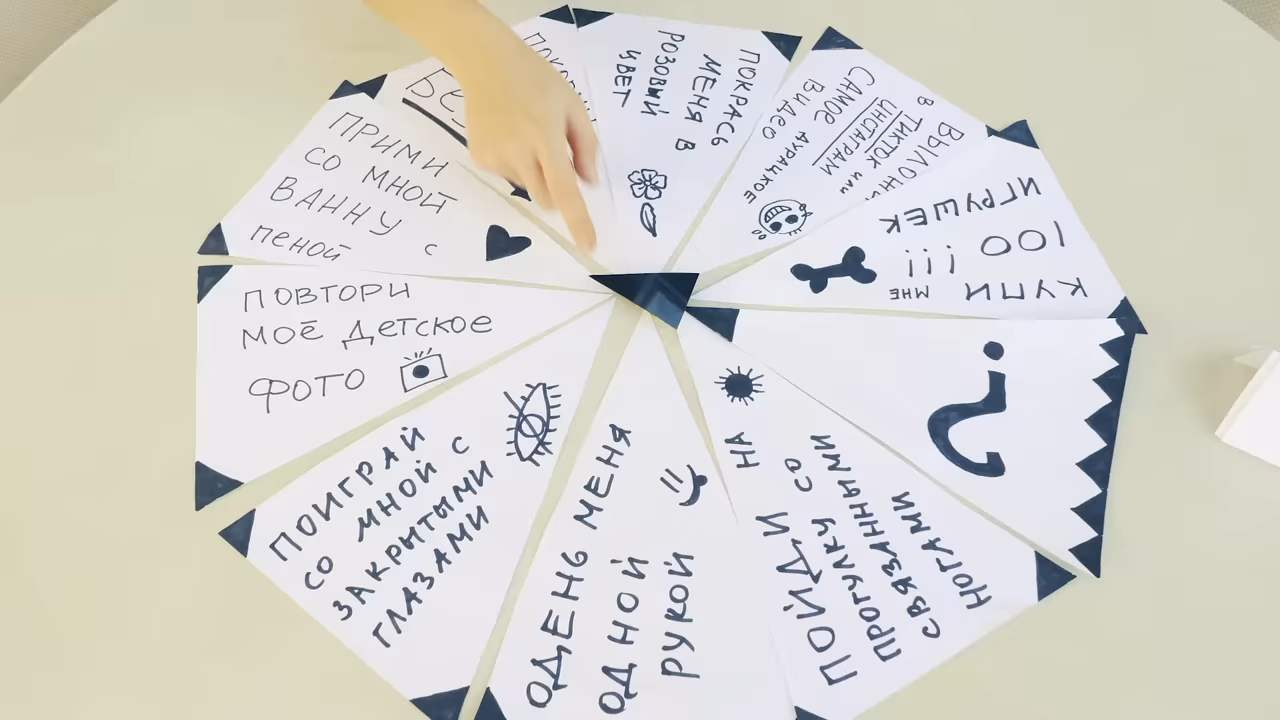 ПОКРАСЬ
МЕНЯ В
РОЗОВЫЙ
ЦВЕТ
ВЫЛОЖИ
В ТИКТОК или
ИНСТАГРАМ
САМОЕ ДУРАЦКОЕ
ВИДЕО
КУПИ МНЕ
100 !!!
ИГРУШЕК
?
ПОЙДИ НА
ПРОГУЛКУ СО
СВЯЗАННЫМИ
НОГАМИ
ОДЕНЬ МЕНЯ
ОДНОЙ
РУКОЙ
ПОИГРАЙ
СО МНОЙ С
ЗАКРЫТЫМИ
ГЛАЗАМИ
ПОВТОРИ
МОЁ ДЕТСКОЕ
ФОТО
ПРИМИ
СО МНОЙ
ВАННУ С
пеной